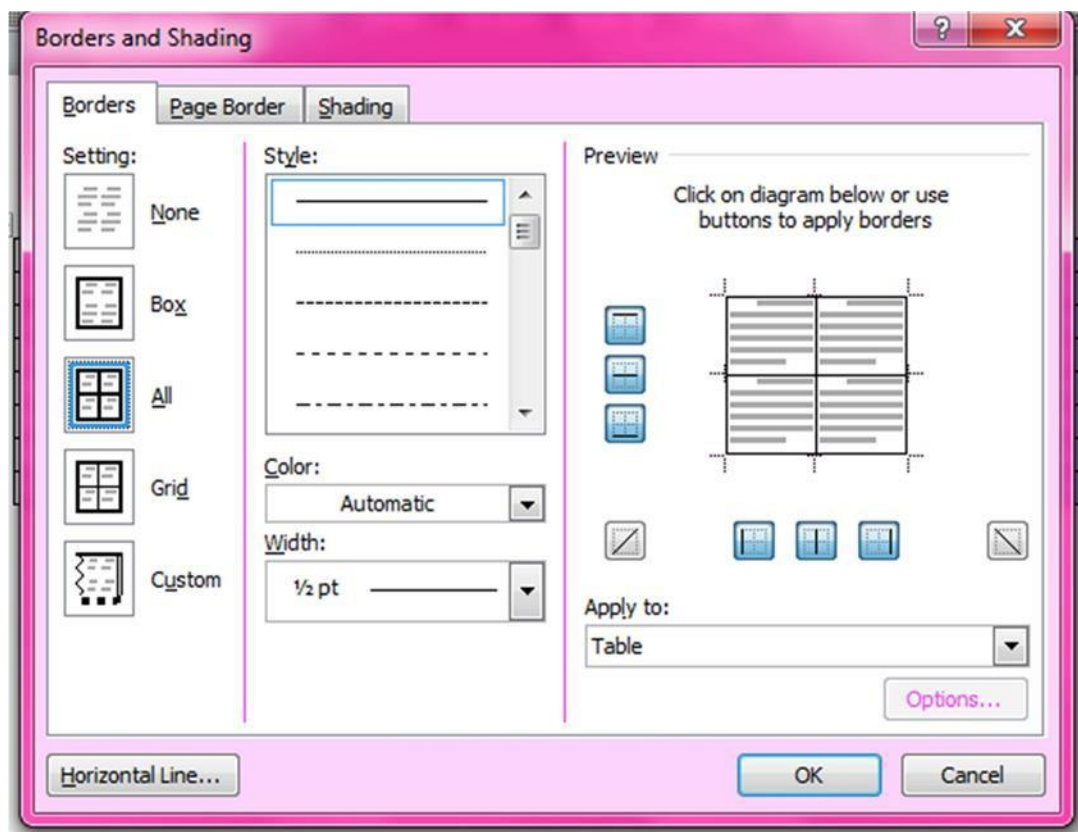 Borders and Shading
Borders
Page Border
Shading
Setting:
None
Box
All
Grid
Custom
Style:
Color:
Automatic
Width:
½ pt
Preview
Click on diagram below or use
buttons to apply borders
Apply to:
Table
Options...
Horizontal Line...
OK
Cancel